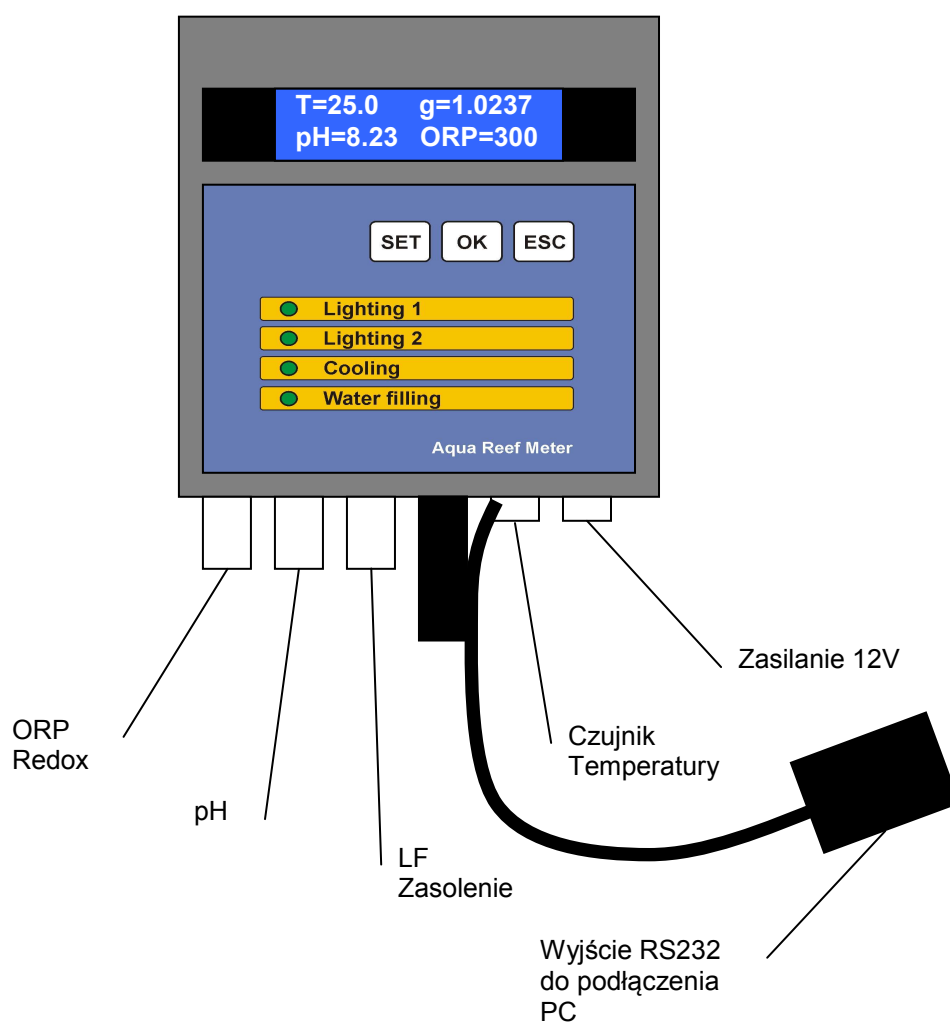 T=25.0 g=1.0237
pH=8.23 ORP=300
SET OK ESC
Lighting 1
Lighting 2
Cooling
Water filling
Aqua Reef Meter
Zasilanie 12V
ORP
Redox
Czujnik
Temperatury
pH
LF
Zasolenie
Wyjście RS232
do podłączenia
PC